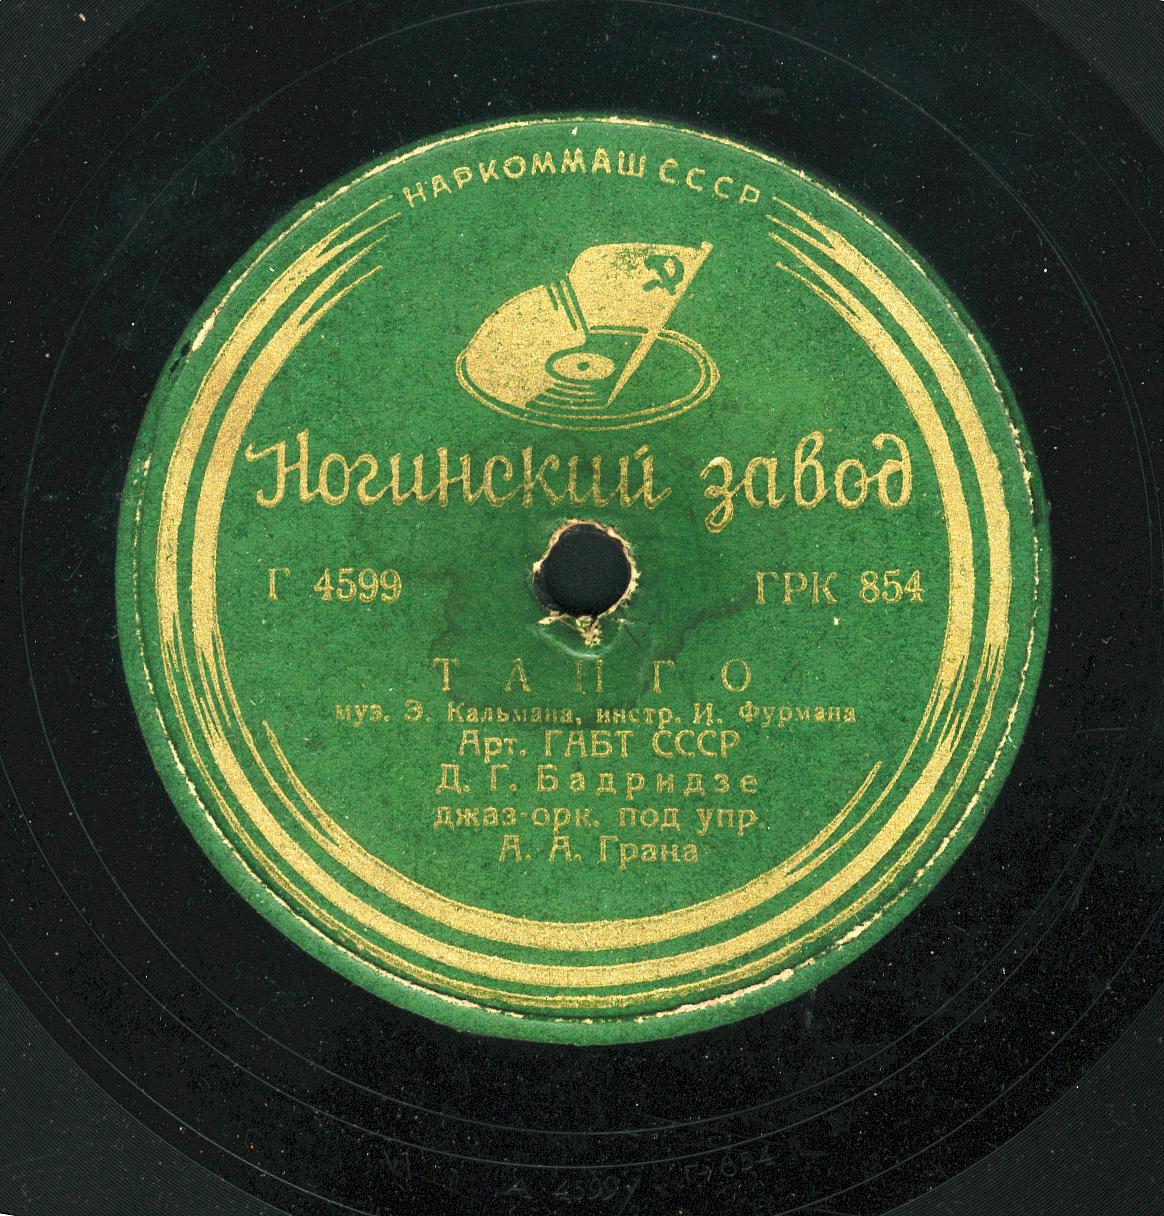 НАРКОММАШ СССР
Ногинский завод
Г 4599
ГРК 854
ТАНГО
муз. Э. Кальмана, инстр. И. Фурмана
Арт. ГАБТ СССР
Д. Г. Бадридзе
джаз-орк. под упр.
А. А. Грана
4599